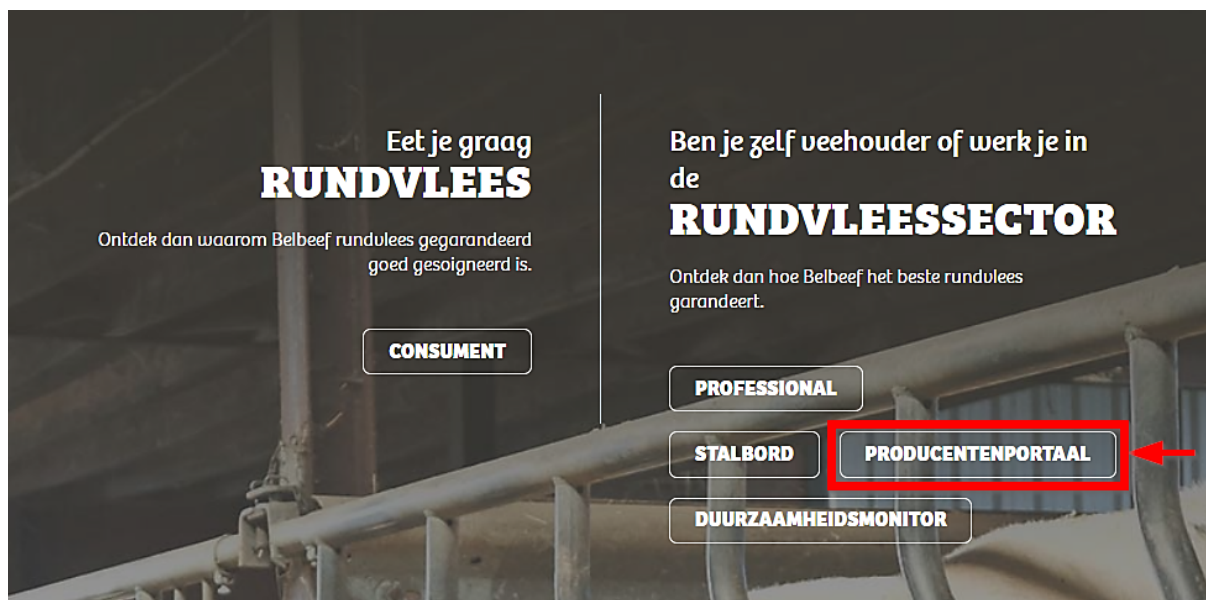 Eet je graag
RUNDVLEES
Ontdek dan waarom Belbeef rundvlees gegarandeerd
goed gesoigneerd is.
CONSUMENT
Ben je zelf veehouder of werk je in
de
RUNDVLEESSECTOR
Ontdek dan hoe Belbeef het beste rundvlees
garandeert.
PROFESSIONAL
STALBORD
PRODUCENTENPORTAAL
DUURZAAMHEIDSMONITOR